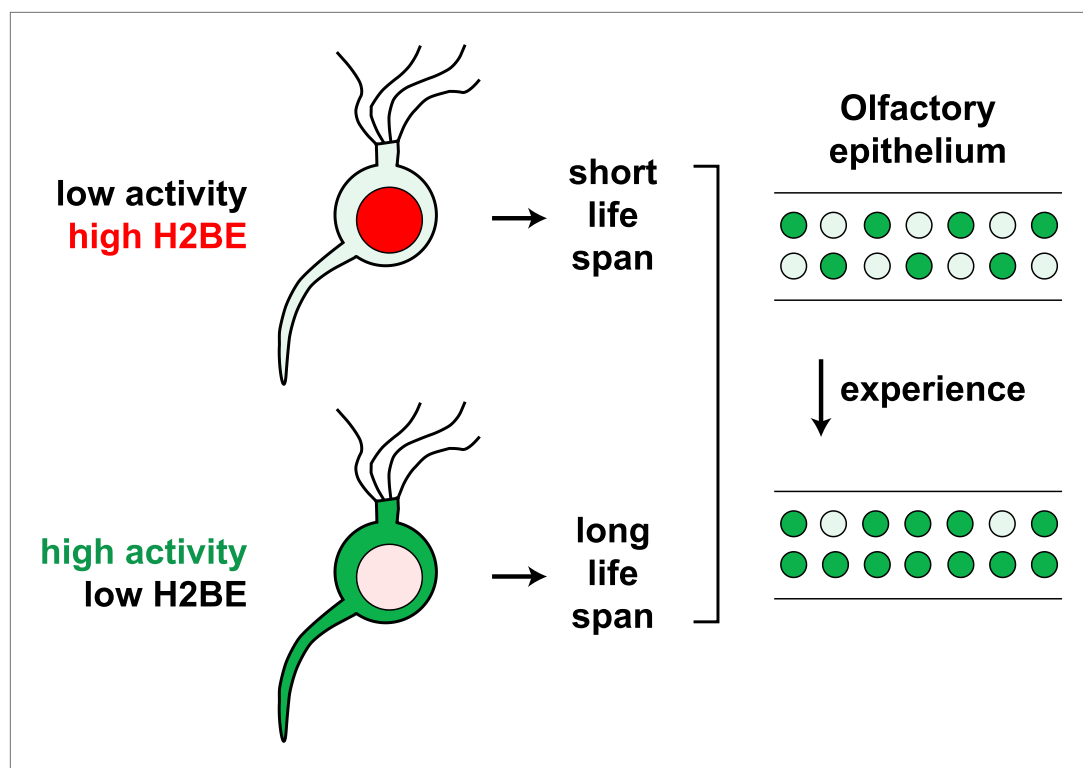 low activity
high H2BE
short
life
span
high activity
low H2BE
long
life
span
Olfactory
epithelium
experience